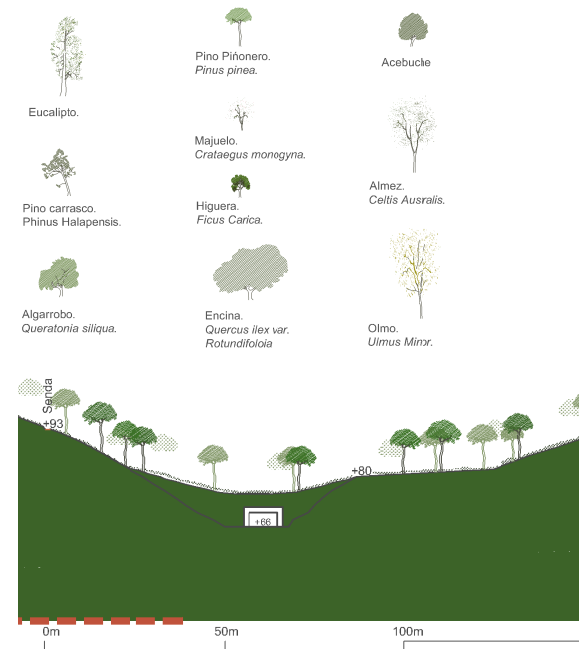 Eucalipto.
Pino Piñonero.
Pinus pinea.
Acebuche
Majuelo.
Crataegus monogyna.
Pino carrasco.
Phinus Halapensis.
Higuera.
Ficus Carica.
Almez.
Celtis Ausralis.
Algarrobo.
Queratonia siliqua.
Encina.
Quercus ilex var.
Rotundifoloia
Olmo.
Ulmus Minor.
Senda
+93
+80
+66
0m
50m
100m